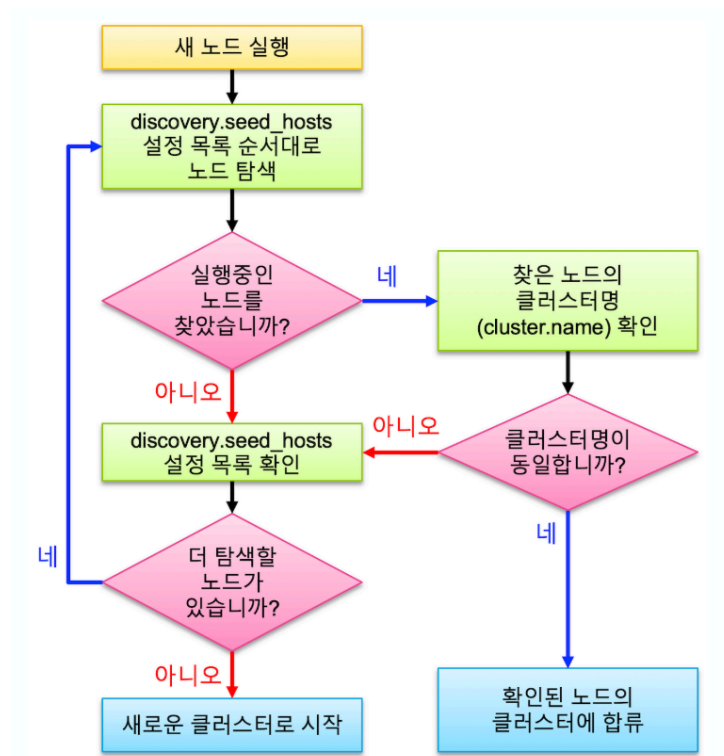 새 노드 실행
discovery.seed_hosts
설정 목록 순서대로
노드 탐색
실행중인
노드를
찾았습니까?
네
찾은 노드의
클러스터명
(cluster.name) 확인
아니오
discovery.seed_hosts
설정 목록 확인
아니오
클러스터명이
동일합니까?
네
더 탐색할
노드가
있습니까?
네
아니오
새로운 클러스터로 시작
확인된 노드의
클러스터에 합류